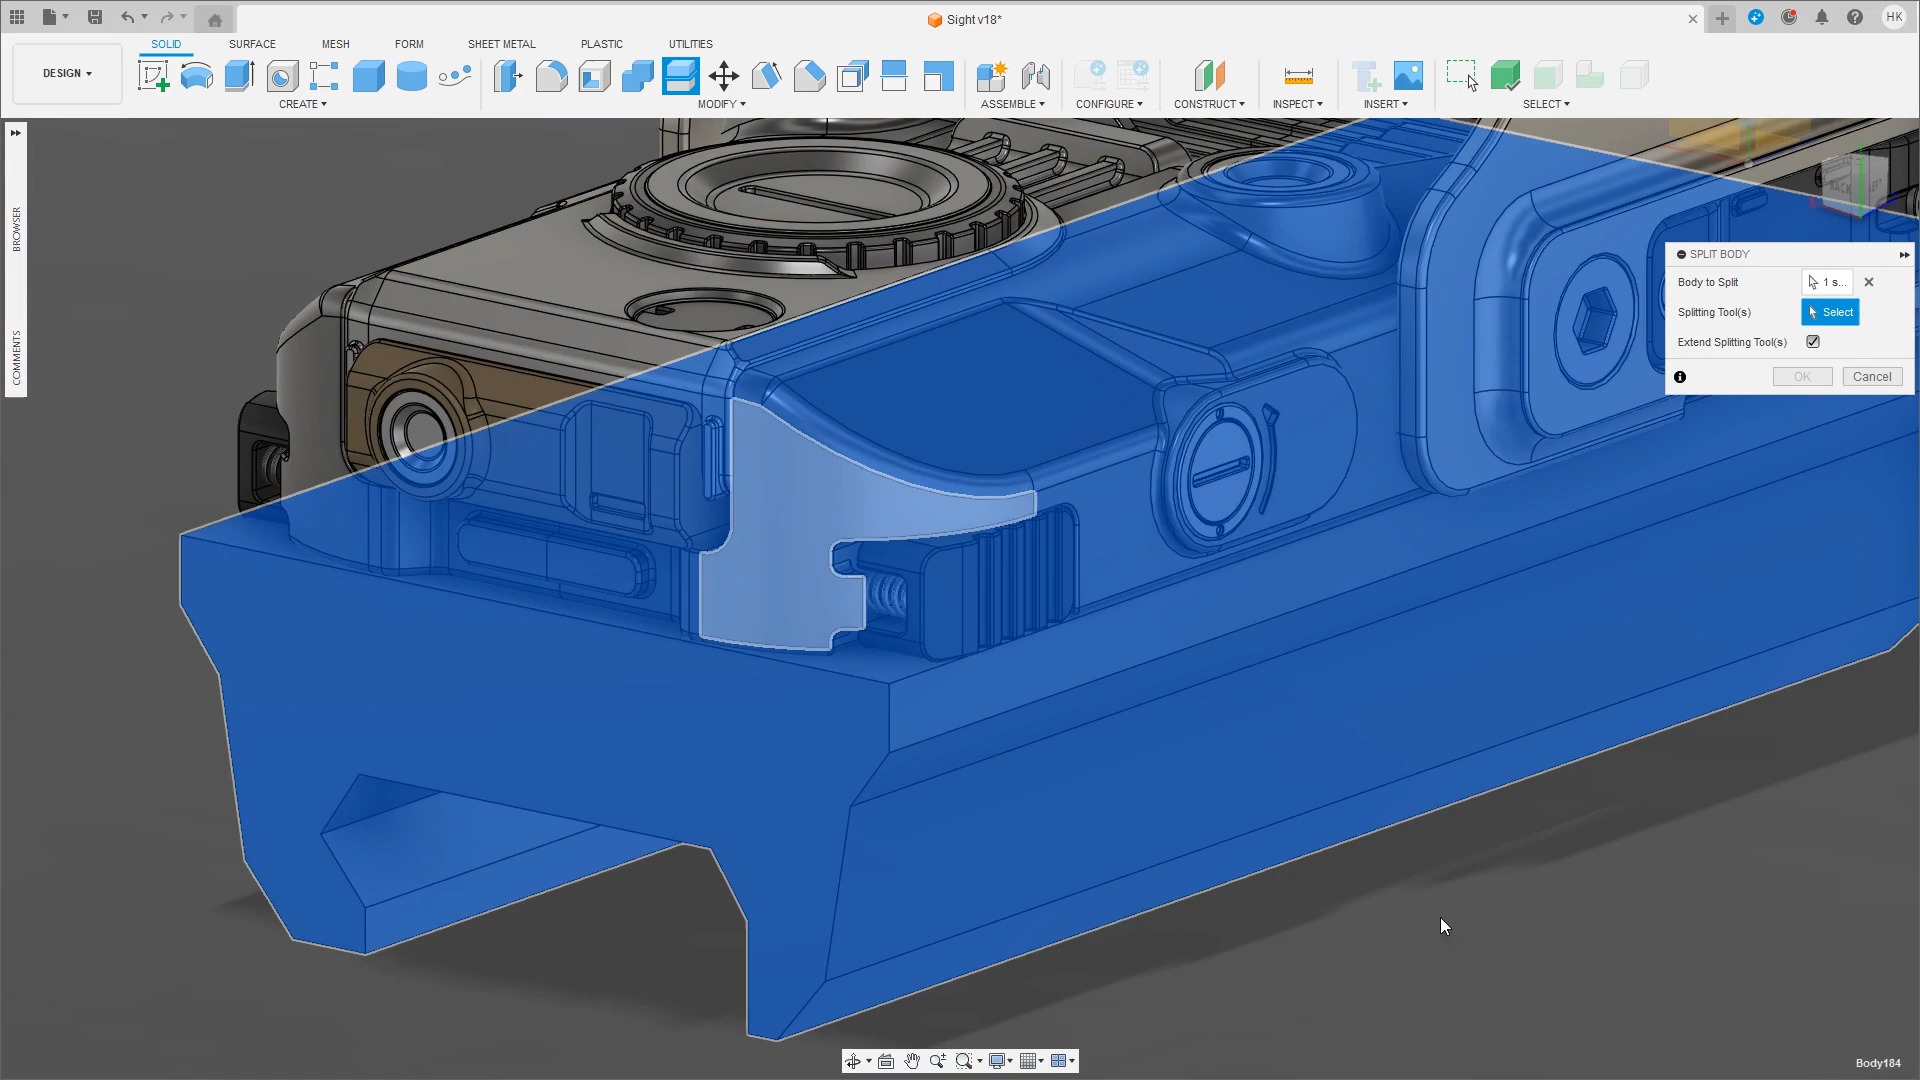 Sight v18*
HK
DESIGN
SOLID
SURFACE
MESH
FORM
SHEET METAL
PLASTIC
UTILITIES
CREATE
MODIFY
ASSEMBLE
CONFIGURE
CONSTRUCT
INSPECT
INSERT
SELECT
BROWSER
COMMENTS
BACK
SPLIT BODY
Body to Split
1 s...
Splitting Tool(s)
Select
Extend Splitting Tool(s)
OK
Cancel
Body184